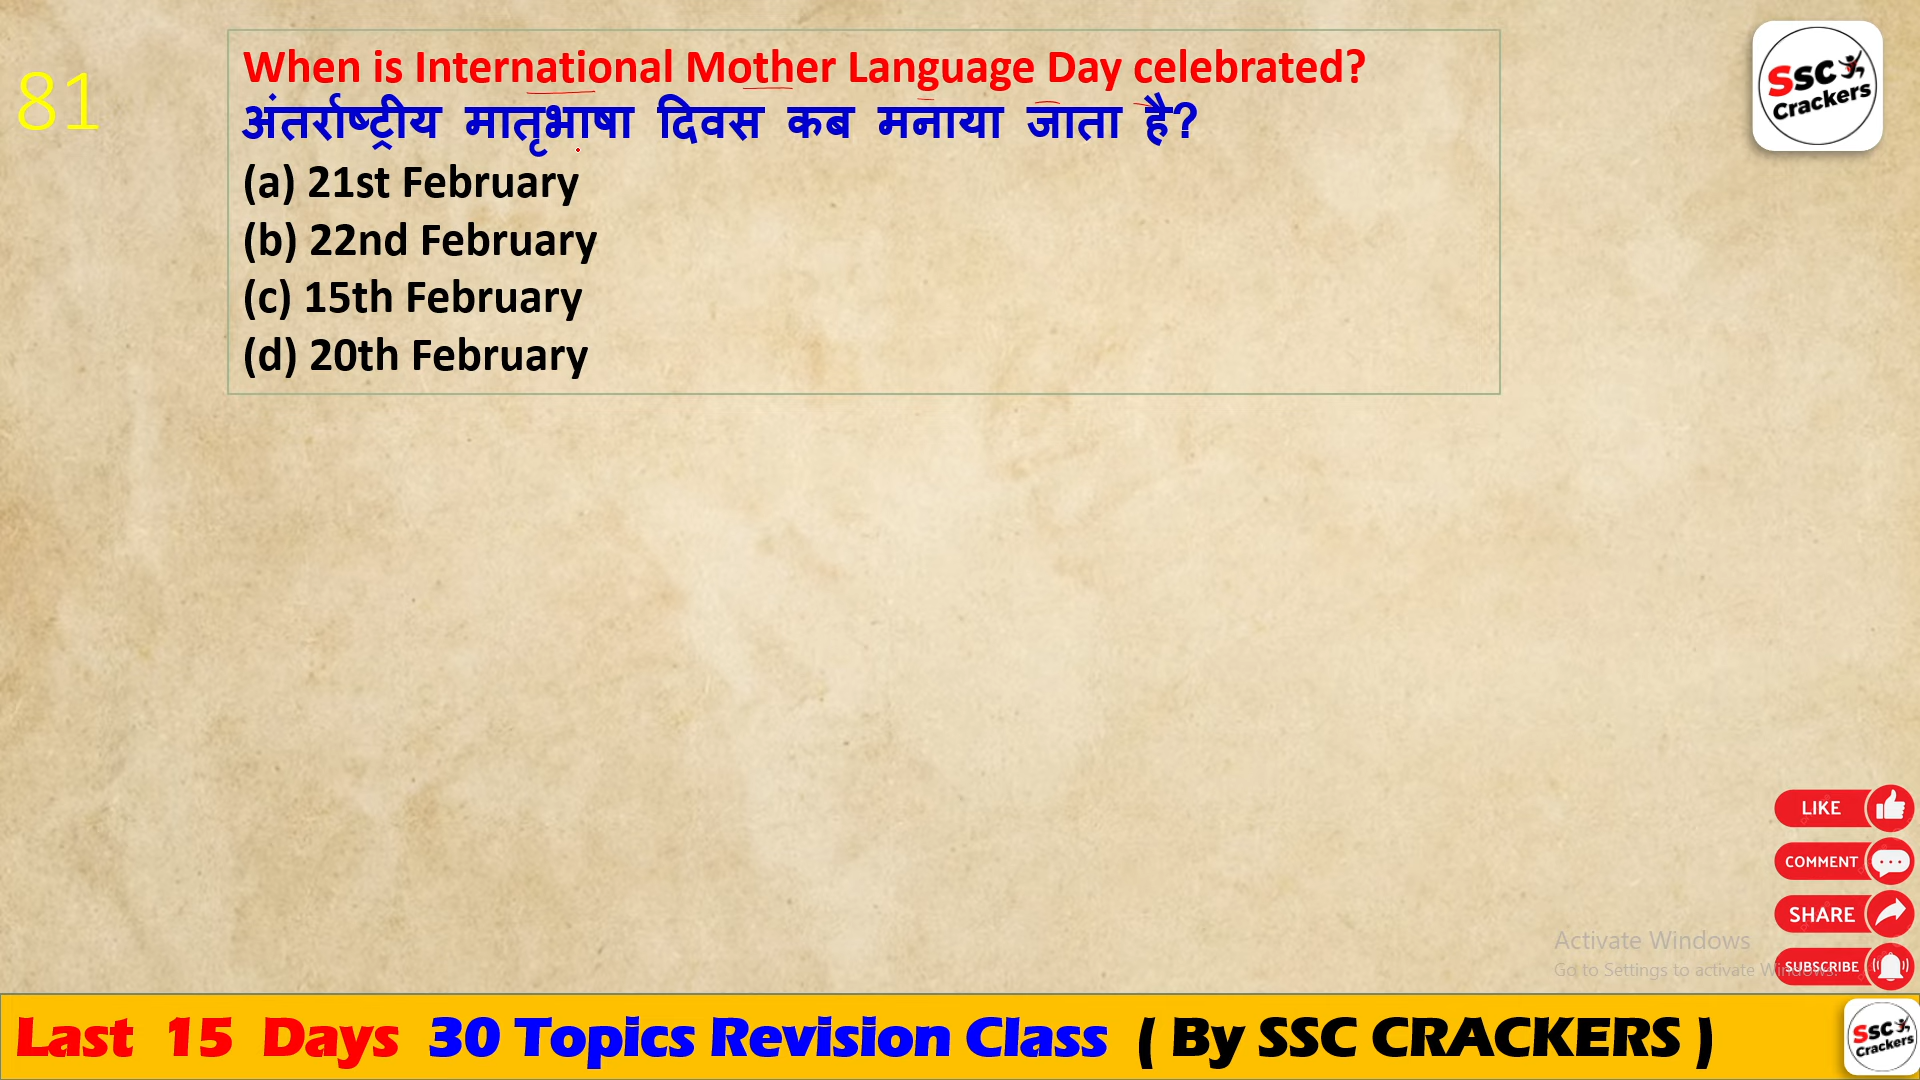 81
When is International Mother Language Day celebrated?
अंतर्राष्ट्रीय मातृभाषा दिवस कब मनाया जाता है?
(a) 21st February
(b) 22nd February
(c) 15th February
(d) 20th February
SSC
Crackers
LIKE
COMMENT
SHARE
Activate Windows
Go to Settings to activate Windows.
SUBSCRIBE
Last 15 Days 30 Topics Revision Class ( By SSC CRACKERS )
SSC
Crackers